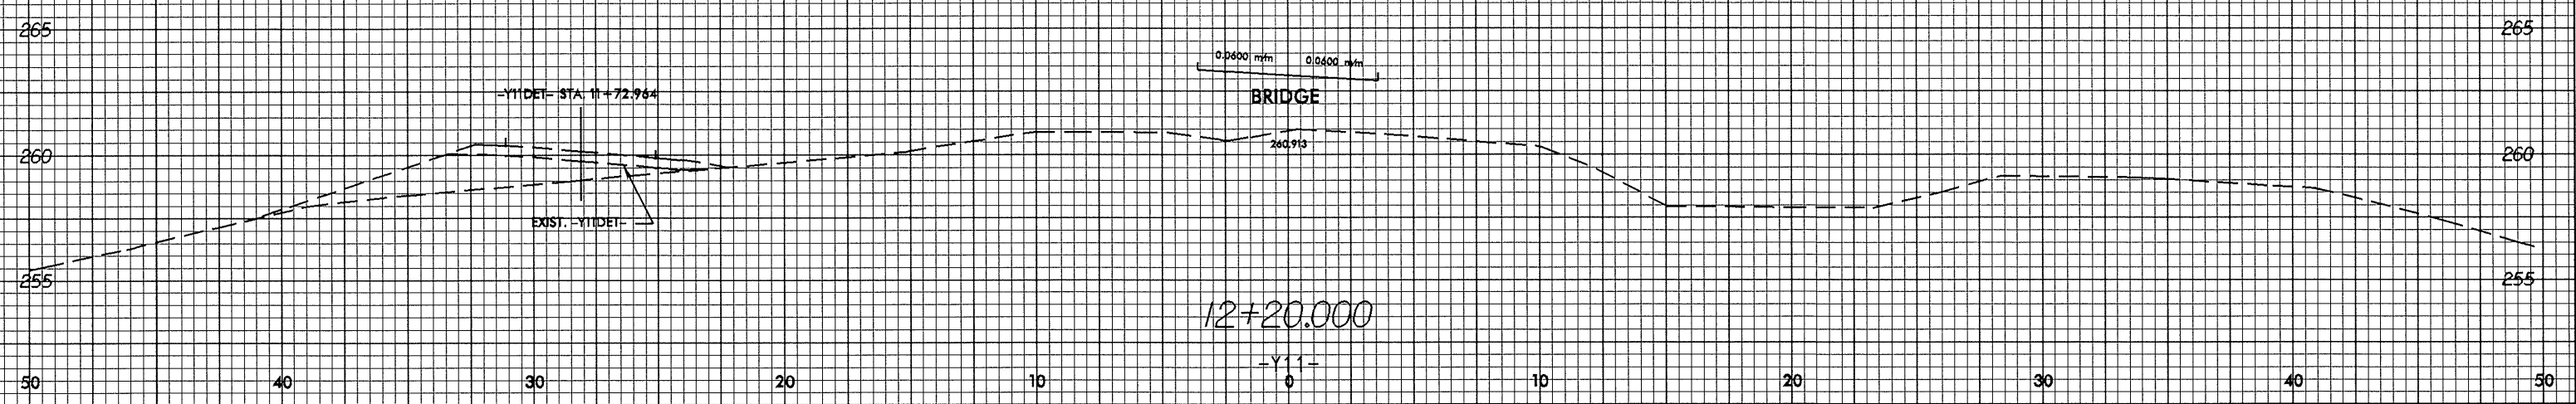 265 265
0.0600 m/m 0.0600 m/m
-Y11DET- STA. 11+72.964
BRIDGE
260.913
260 260
EXIST. -Y11DET-
255 255
12+20.000
-Y11-
50 40 30 20 10 0 10 20 30 40 50